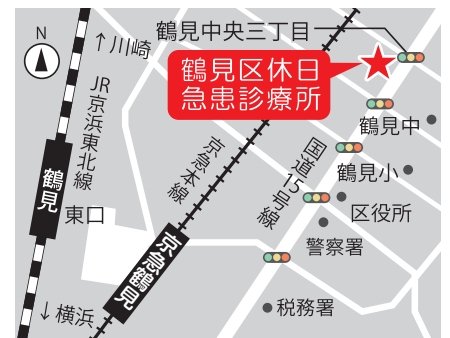 N
鶴見中央三丁目
↑川崎
鶴見区休日
急患診療所
JR京浜東北線
鶴見中
京急本線
国道15号線
鶴見小
鶴見
東口
区役所
京急鶴見
警察署
↓横浜
税務署